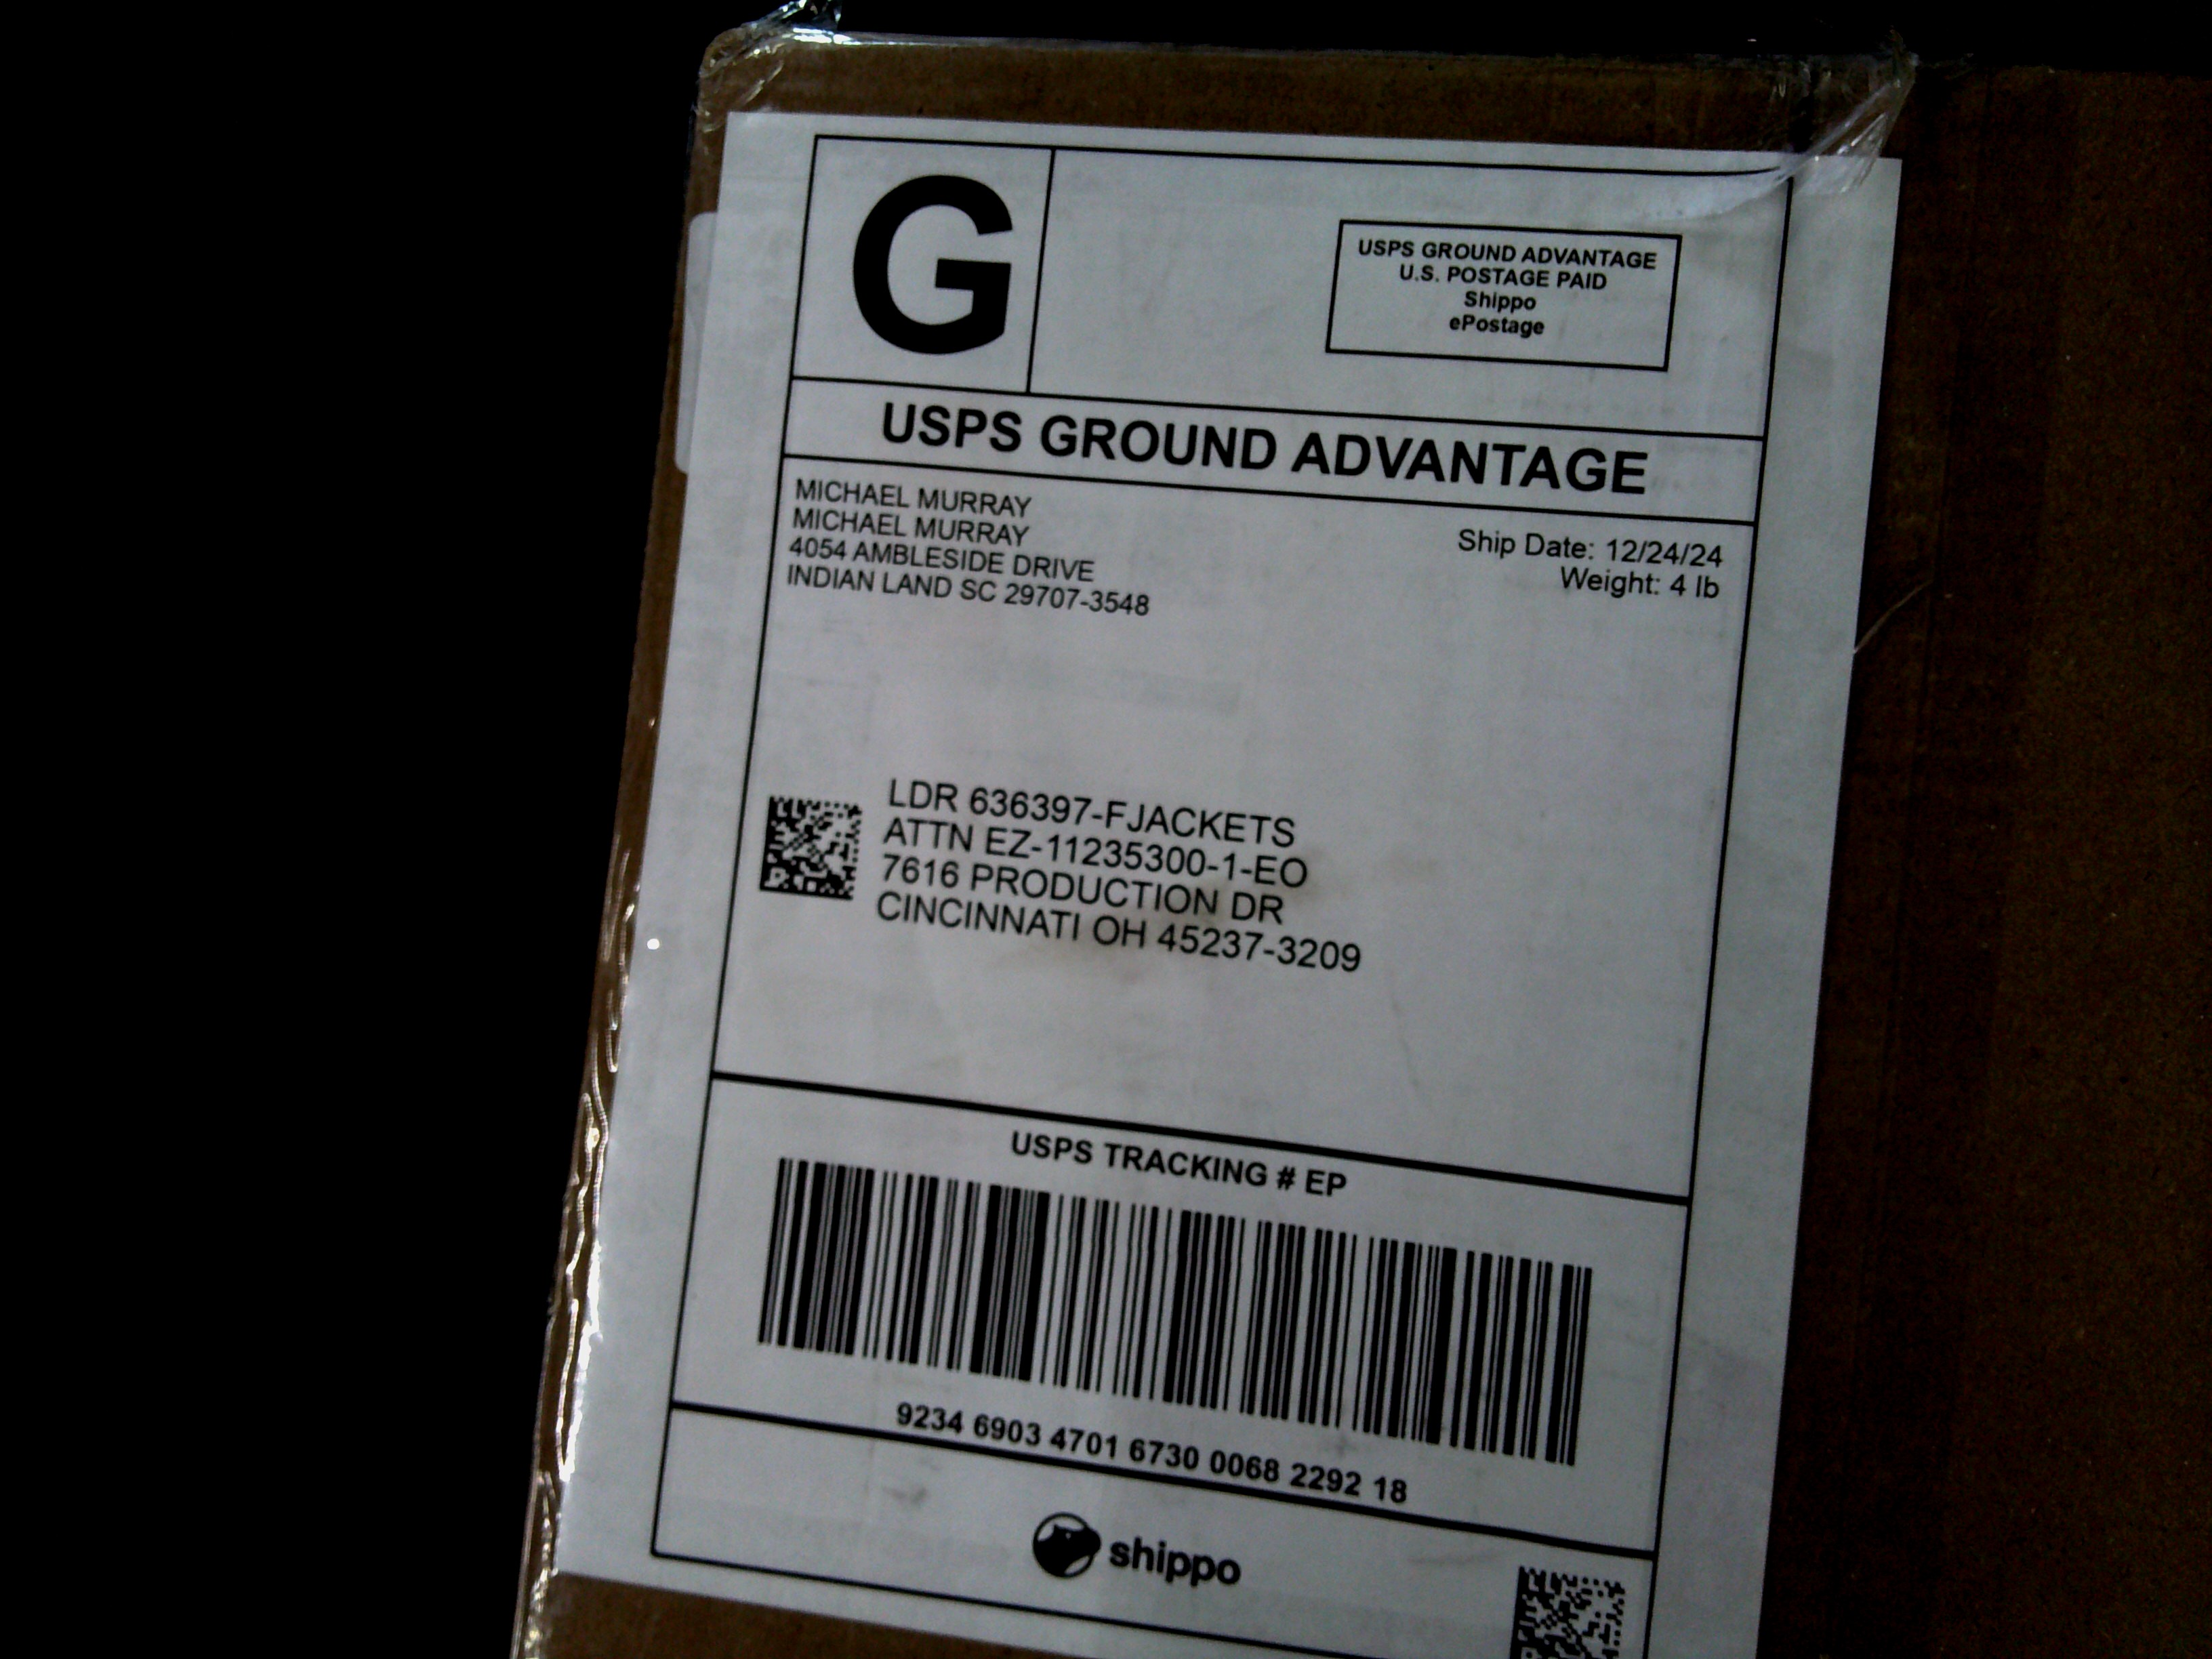 G
USPS GROUND ADVANTAGE
U.S. POSTAGE PAID
Shippo
ePostage
USPS GROUND ADVANTAGE
MICHAEL MURRAY
MICHAEL MURRAY
4054 AMBLESIDE DRIVE
INDIAN LAND SC 29707-3548
Ship Date: 12/24/24
Weight: 4 lb
LDR 636397-FJACKETS
ATTN EZ-11235300-1-EO
7616 PRODUCTION DR
CINCINNATI OH 45237-3209
USPS TRACKING # EP
9234 6903 4701 6730 0068 2292 18
shippo